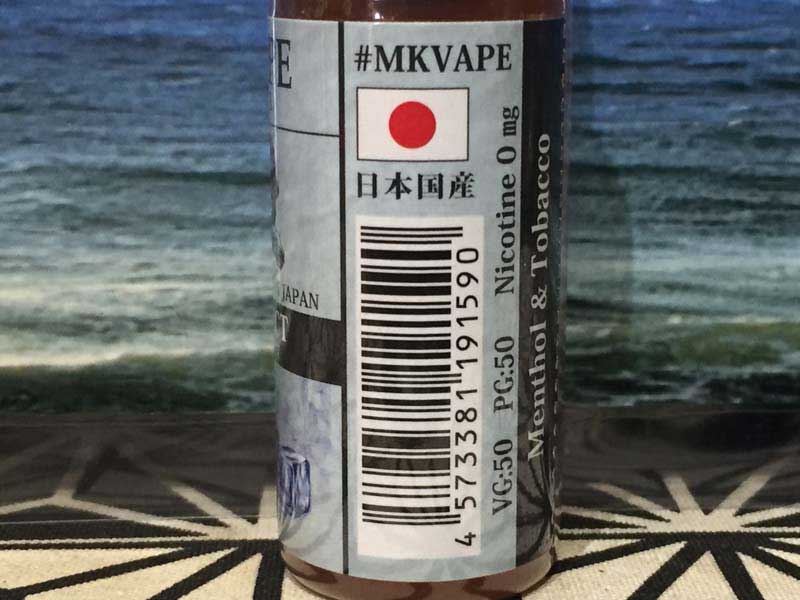 #MKVAPE
日本国産
4573381191590
VG:50 PG:50 Nicotine 0 mg
Menthol & Tobacco
JAPAN